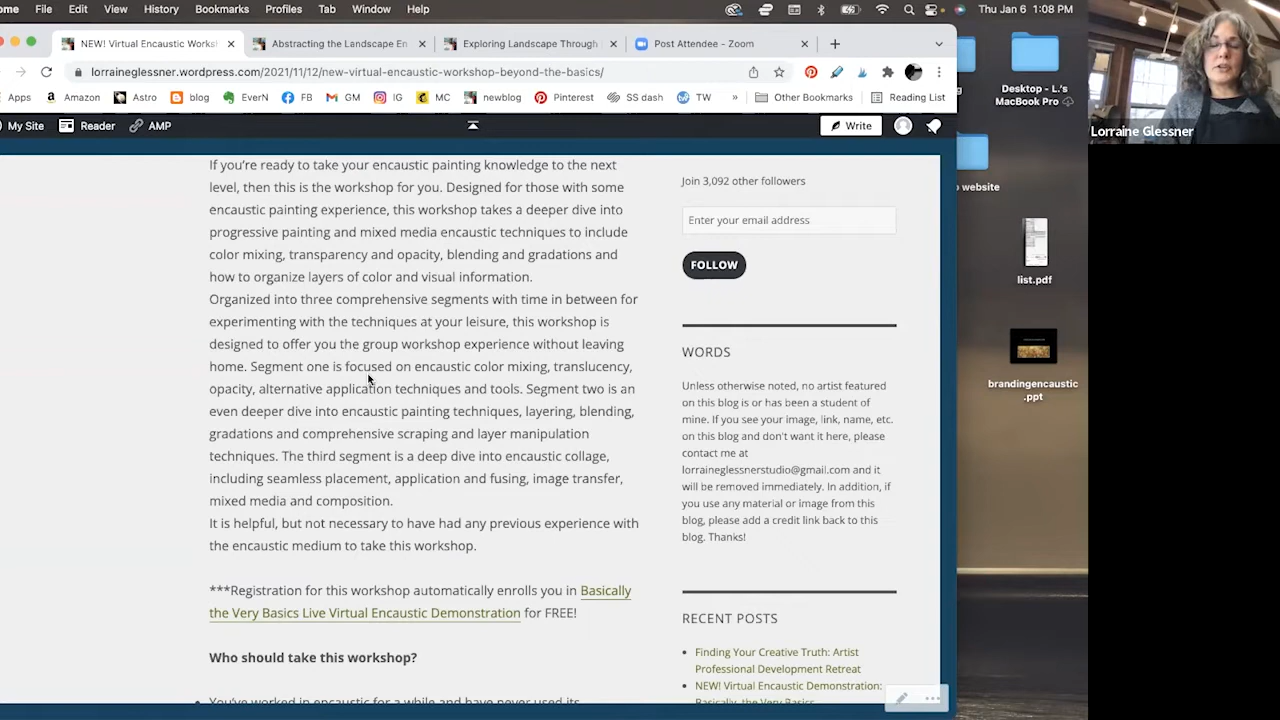 ome File Edit View History Bookmarks Profiles Tab Window Help
Thu Jan 6 1:08 PM
NEW! Virtual Encaustic Works
Abstracting the Landscape En
Exploring Landscape Through
Post Attendee - Zoom
lorraineglessner.wordpress.com/2021/11/12/new-virtual-encaustic-workshop-beyond-the-basics/
Apps Amazon Astro blog EverN FB GM IG MC newblog Pinterest SS dash TW » Other Bookmarks Reading List
My Site Reader AMP Write
If you're ready to take your encaustic painting knowledge to the next
level, then this is the workshop for you. Designed for those with some
encaustic painting experience, this workshop takes a deeper dive into
progressive painting and mixed media encaustic techniques to include
color mixing, transparency and opacity, blending and gradations and
how to organize layers of color and visual information.
Organized into three comprehensive segments with time in between for
experimenting with the techniques at your leisure, this workshop is
designed to offer you the group workshop experience without leaving
home. Segment one is focused on encaustic color mixing, translucency,
opacity, alternative application techniques and tools. Segment two is an
even deeper dive into encaustic painting techniques, layering, blending,
gradations and comprehensive scraping and layer manipulation
techniques. The third segment is a deep dive into encaustic collage,
including seamless placement, application and fusing, image transfer,
mixed media and composition.
It is helpful, but not necessary to have had any previous experience with
the encaustic medium to take this workshop.
***Registration for this workshop automatically enrolls you in Basically
the Very Basics Live Virtual Encaustic Demonstration for FREE!
Who should take this workshop?
You've worked in encaustic for a while and have never used its
Join 3,092 other followers
Enter your email address
FOLLOW
WORDS
Unless otherwise noted, no artist featured
on this blog is or has been a student of
mine. If you see your image, link, name, etc.
on this blog and don't want it here, please
contact me at
lorraineglessnerstudio@gmail.com and it
will be removed immediately. In addition, if
you use any material or image from this
blog, please add a credit link back to this
blog. Thanks!
RECENT POSTS
Finding Your Creative Truth: Artist
Professional Development Retreat
NEW! Virtual Encaustic Demonstration:
Basically, the Very Basics
g
Desktop - L.'s
MacBook Pro
o website
list.pdf
brandingencaustic
.ppt
Lorraine Glessner